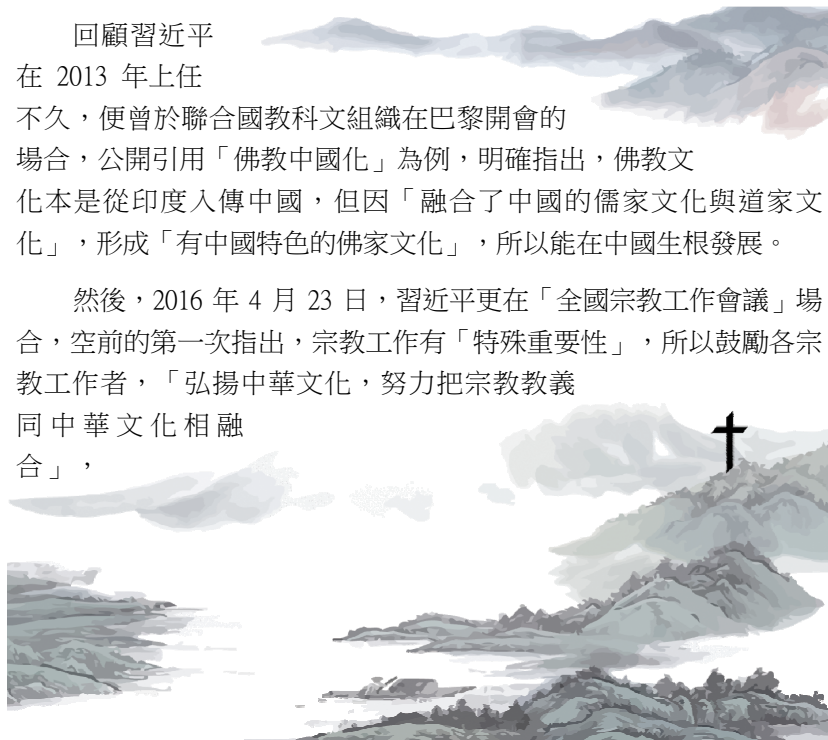 回顧習近平
在 2013 年上任
不久，便曾於聯合國教科文組織在巴黎開會的
場合，公開引用「佛教中國化」為例，明確指出，佛教文
化本是從印度入傳中國，但因「融合了中國的儒家文化與道家文
化」，形成「有中國特色的佛家文化」，所以能在中國生根發展。
然後，2016 年 4 月 23 日，習近平更在「全國宗教工作會議」場
合，空前的第一次指出，宗教工作有「特殊重要性」，所以鼓勵各宗
教工作者，「弘揚中華文化，努力把宗教教義
同中華文化相融
合」，